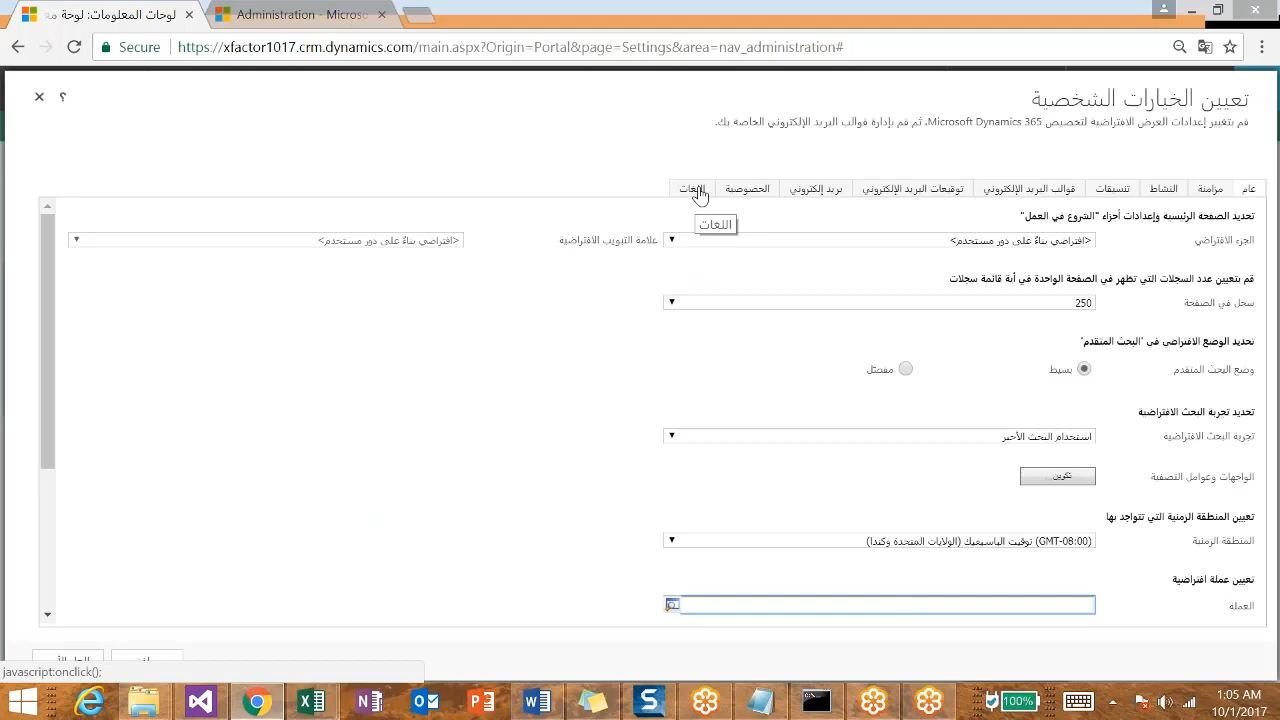 لوحات المعلومات: لوحة مع
Administration - Microso
Secure
https://xfactor1017.crm.dynamics.com/main.aspx?Origin=Portal&page=Settings&area=nav_administration#
تعيين الخيارات الشخصية
قم بتغيير إعدادات العرض الافتراضية لتخصيص Microsoft Dynamics 365، ثم قم بإدارة قوالب البريد الإلكتروني الخاصة بك.
عام مزامنة النشاط تنسيقات قوالب البريد الإلكتروني توقيعات البريد الإلكتروني بريد إلكتروني الخصوصية اللغات
اللغات
تحديد الصفحة الرئيسية وإعدادات أجزاء "الشروع في العمل"
الجزء الافتراضي <افتراضي بناءً على دور مستخدم> علامة التبويب الافتراضية <افتراضي بناءً على دور مستخدم>
قم بتعيين عدد السجلات التي تظهر في الصفحة الواحدة في أية قائمة سجلات
سجل في الصفحة 250
تحديد الوضع الافتراضي في 'البحث المتقدم'
وضع البحث المتقدم بسيط مفصّل
تحديد تجربة البحث الافتراضية
تجربة البحث الافتراضية استخدام البحث الأخير
الواجهات وعوامل التصفية تكوين...
تعيين المنطقة الزمنية التي تتواجد بها
المنطقة الزمنية (GMT-08:00) توقيت الباسيفيك (الولايات المتحدة وكندا)
تعيين عملة افتراضية
العملة
javascript:onclick();
100%
1:05 AM
10/1/2017